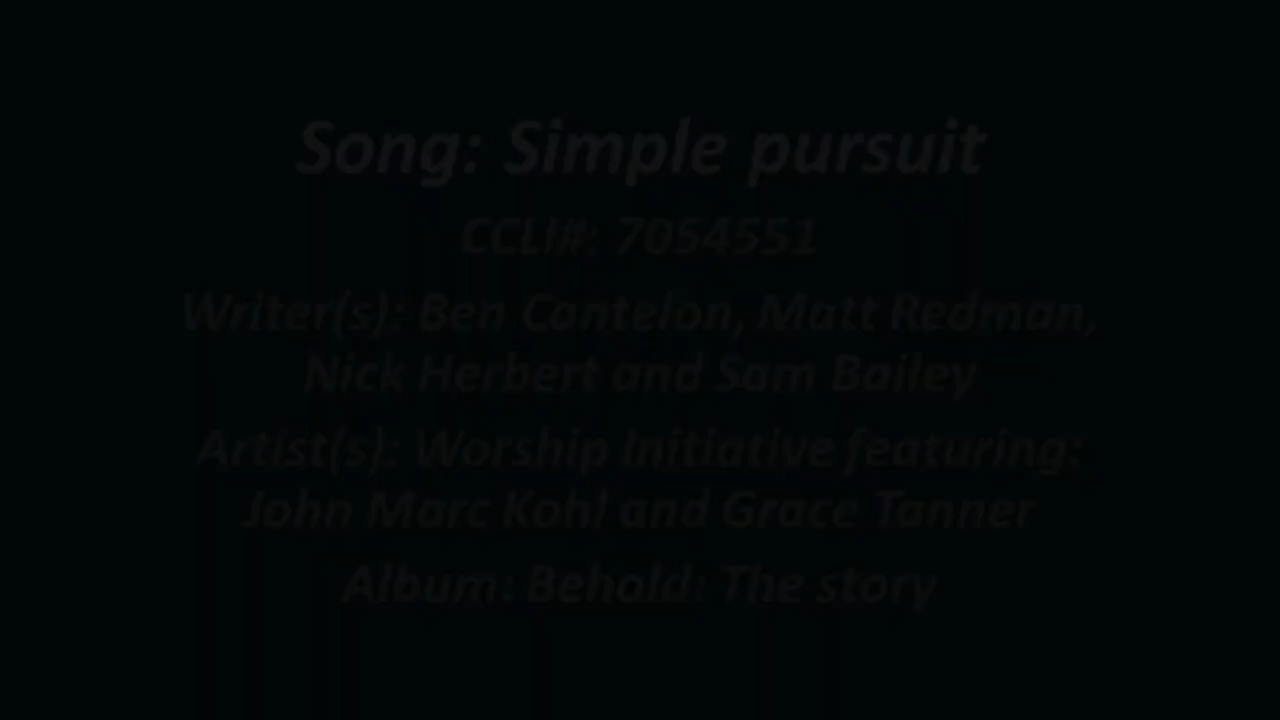 Song: Simple pursuit
CCLI#: 7054551
Writer(s): Ben Cantelon, Matt Redman,
Nick Herbert and Sam Bailey
Artist(s): Worship Initiative featuring:
John Marc Kohl and Grace Tanner
Album: Behold: The story